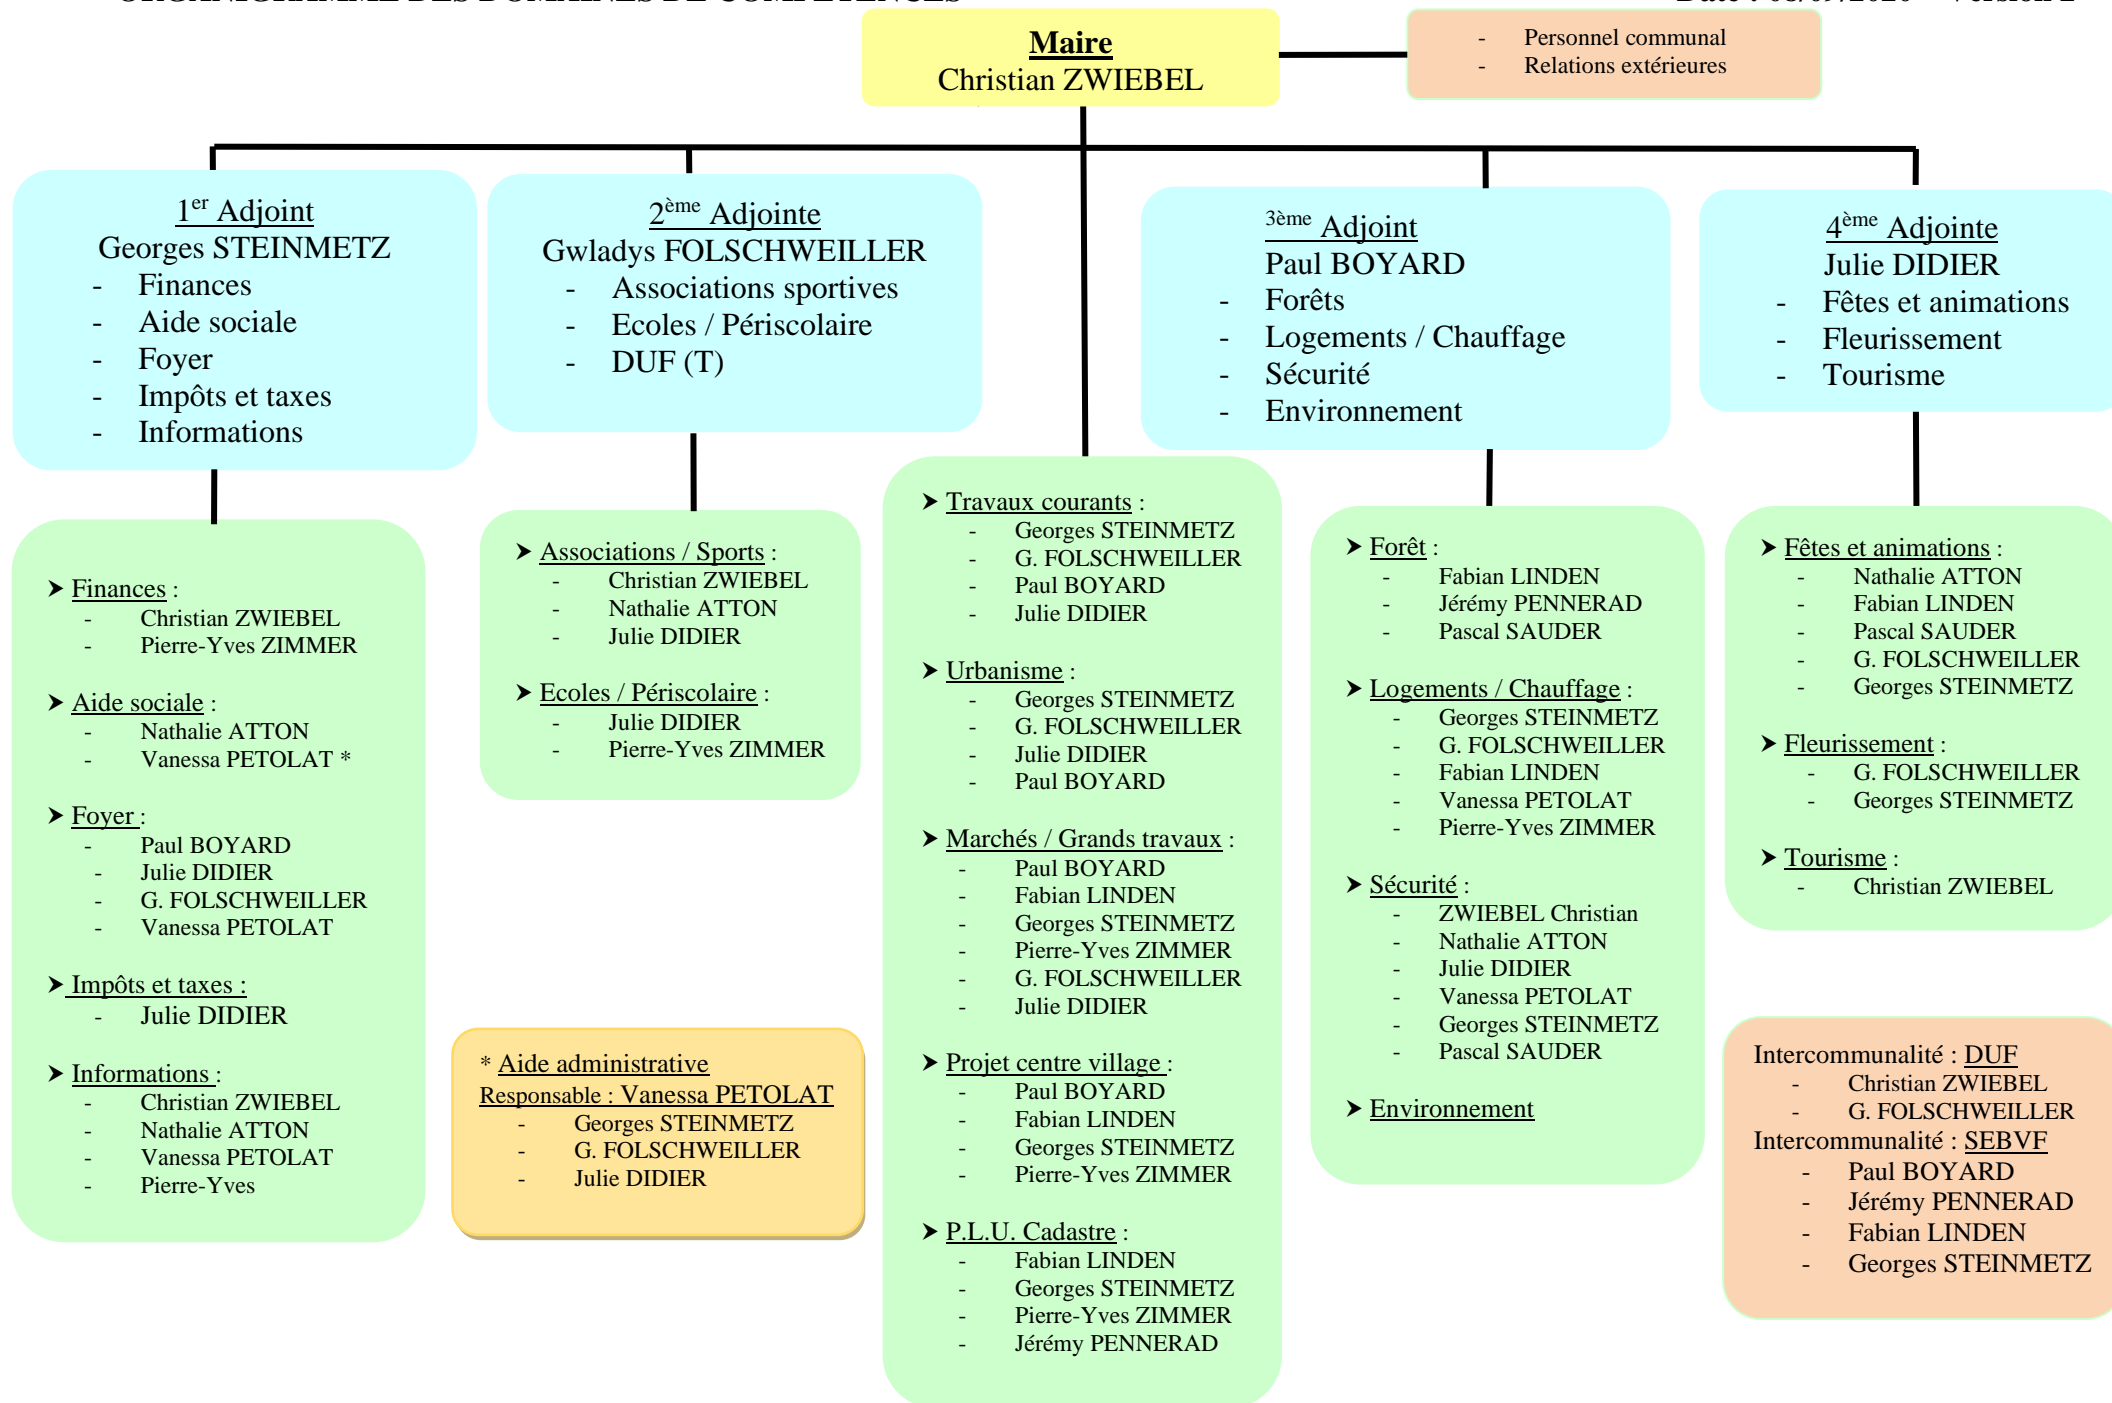 ORGANIGRAMME DES DOMAINES DE COMPETENCES
Maire
Christian ZWIEBEL
- Personnel communal
- Relations extérieures
1er Adjoint
Georges STEINMETZ
- Finances
- Aide sociale
- Foyer
- Impôts et taxes
- Informations
2ème Adjointe
Gwladys FOLSCHWEILLER
- Associations sportives
- Ecoles / Périscolaire
- DUF (T)
3ème Adjoint
Paul BOYARD
- Forêts
- Logements / Chauffage
- Sécurité
- Environnement
4ème Adjointe
Julie DIDIER
- Fêtes et animations
- Fleurissement
- Tourisme
➤ Finances :
- Christian ZWIEBEL
- Pierre-Yves ZIMMER
➤ Aide sociale :
- Nathalie ATTON
- Vanessa PETOLAT *
➤ Foyer :
- Paul BOYARD
- Julie DIDIER
- G. FOLSCHWEILLER
- Vanessa PETOLAT
➤ Impôts et taxes :
- Julie DIDIER
➤ Informations :
- Christian ZWIEBEL
- Nathalie ATTON
- Vanessa PETOLAT
- Pierre-Yves
➤ Associations / Sports :
- Christian ZWIEBEL
- Nathalie ATTON
- Julie DIDIER
➤ Ecoles / Périscolaire :
- Julie DIDIER
- Pierre-Yves ZIMMER
* Aide administrative
Responsable : Vanessa PETOLAT
- Georges STEINMETZ
- G. FOLSCHWEILLER
- Julie DIDIER
➤ Travaux courants :
- Georges STEINMETZ
- G. FOLSCHWEILLER
- Paul BOYARD
- Julie DIDIER
➤ Urbanisme :
- Georges STEINMETZ
- G. FOLSCHWEILLER
- Julie DIDIER
- Paul BOYARD
➤ Marchés / Grands travaux :
- Paul BOYARD
- Fabian LINDEN
- Georges STEINMETZ
- Pierre-Yves ZIMMER
- G. FOLSCHWEILLER
- Julie DIDIER
➤ Projet centre village :
- Paul BOYARD
- Fabian LINDEN
- Georges STEINMETZ
- Pierre-Yves ZIMMER
➤ P.L.U. Cadastre :
- Fabian LINDEN
- Georges STEINMETZ
- Pierre-Yves ZIMMER
- Jérémy PENNERAD
➤ Forêt :
- Fabian LINDEN
- Jérémy PENNERAD
- Pascal SAUDER
➤ Logements / Chauffage :
- Georges STEINMETZ
- G. FOLSCHWEILLER
- Fabian LINDEN
- Vanessa PETOLAT
- Pierre-Yves ZIMMER
➤ Sécurité :
- ZWIEBEL Christian
- Nathalie ATTON
- Julie DIDIER
- Vanessa PETOLAT
- Georges STEINMETZ
- Pascal SAUDER
➤ Environnement
➤ Fêtes et animations :
- Nathalie ATTON
- Fabian LINDEN
- Pascal SAUDER
- G. FOLSCHWEILLER
- Georges STEINMETZ
➤ Fleurissement :
- G. FOLSCHWEILLER
- Georges STEINMETZ
➤ Tourisme :
- Christian ZWIEBEL
Intercommunalité : DUF
- Christian ZWIEBEL
- G. FOLSCHWEILLER
Intercommunalité : SEBVF
- Paul BOYARD
- Jérémy PENNERAD
- Fabian LINDEN
- Georges STEINMETZ